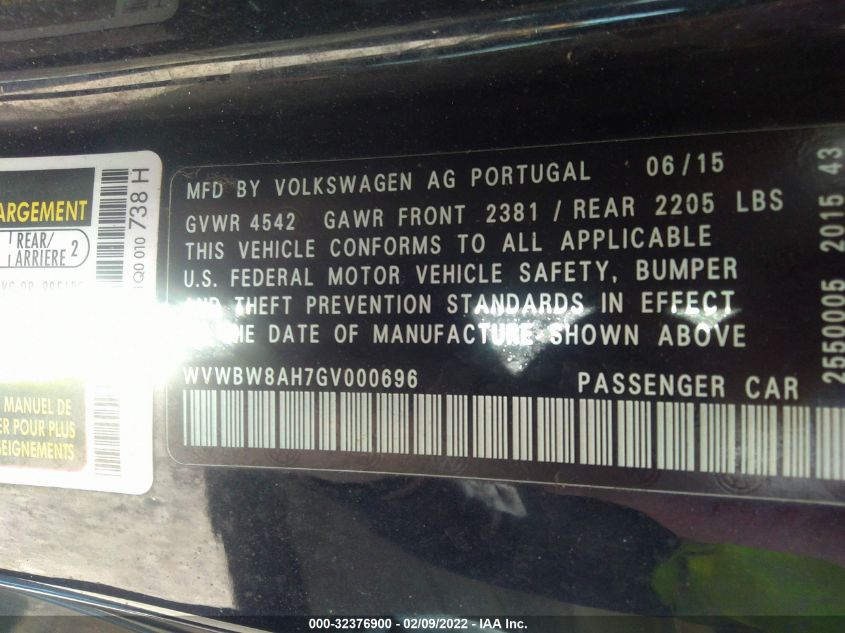 ARGEMENT
REAR/
ARRIERE 2
1Q0 010 738 H
MANUEL DE
ER POUR PLUS
SEIGNEMENTS
MFD BY VOLKSWAGEN AG PORTUGAL 06/15
GVWR 4542 GAWR FRONT 2381 / REAR 2205 LBS
THIS VEHICLE CONFORMS TO ALL APPLICABLE
U.S. FEDERAL MOTOR VEHICLE SAFETY, BUMPER
AND THEFT PREVENTION STANDARDS IN EFFECT
THE DATE OF MANUFACTURE SHOWN ABOVE
WVWBW8AH7GV000696 PASSENGER CAR
2550005 2015 43
000-32376900 - 02/09/2022 - IAA Inc.